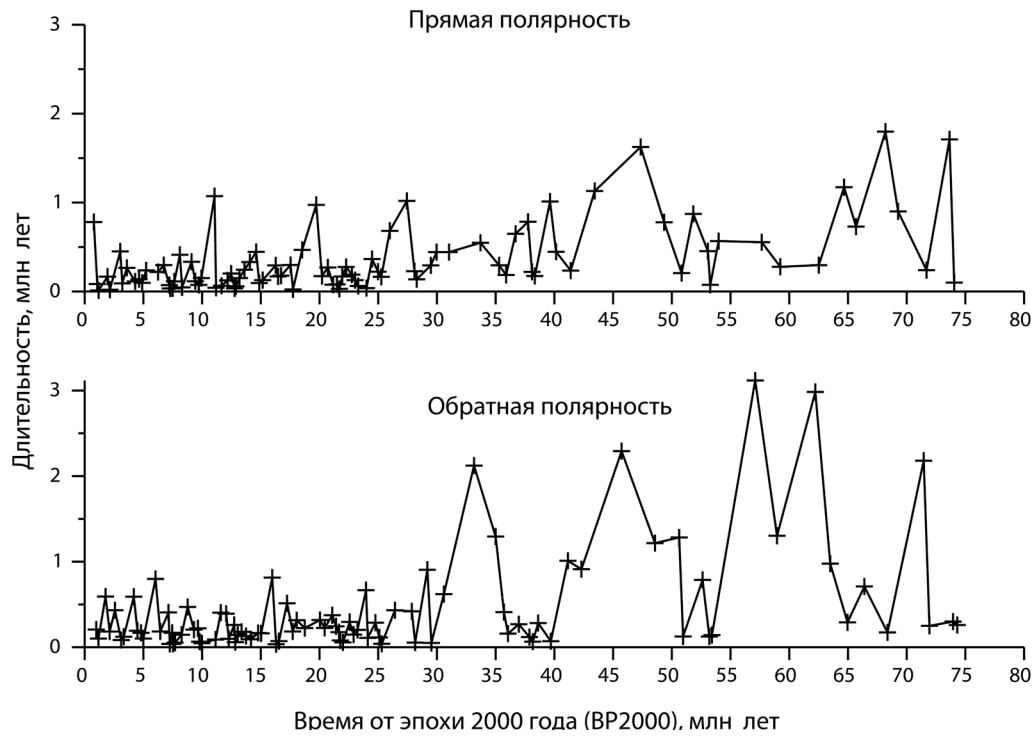 Прямая полярность
3
2
1
0
0 5 10 15 20 25 30 35 40 45 50 55 60 65 70 75 80
Длительность, млн лет
Обратная полярность
3
2
1
0
0 5 10 15 20 25 30 35 40 45 50 55 60 65 70 75 80
Время от эпохи 2000 года (BP2000), млн лет